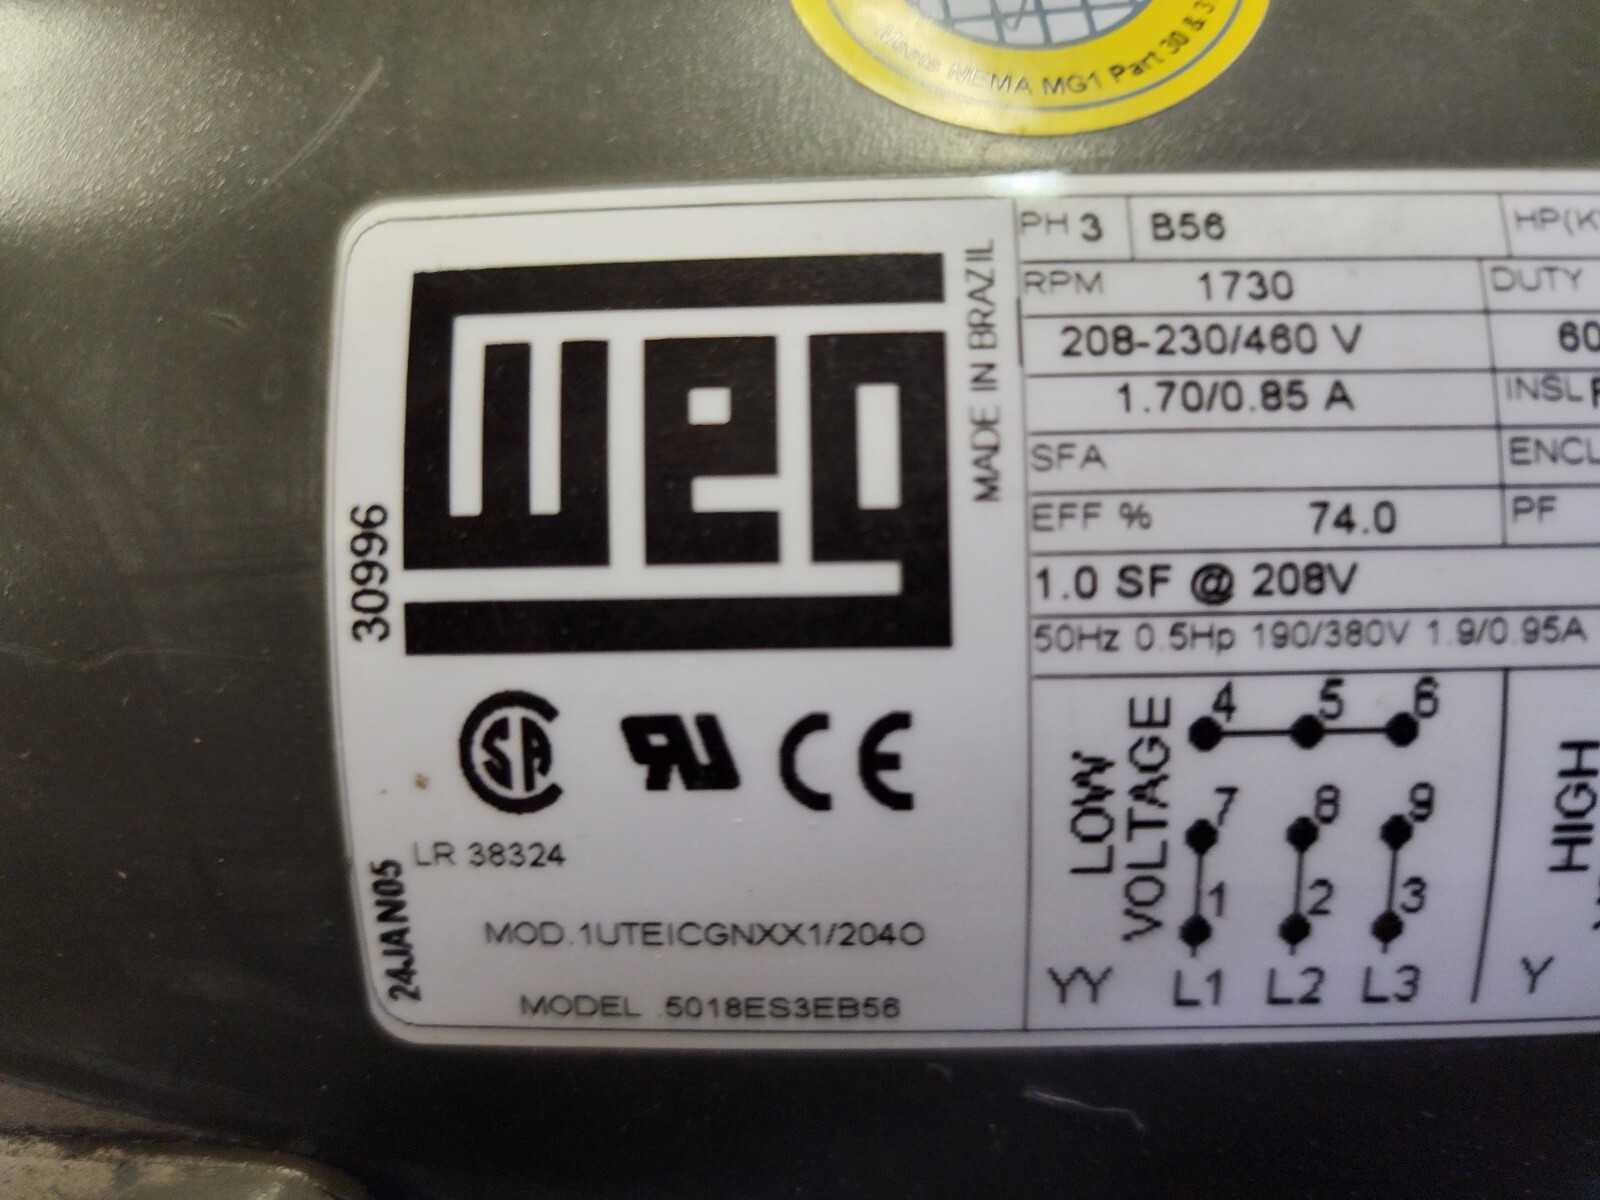 Meets NEMA MG1 Part 30 & 3
30996
24JAN05
weg
MADE IN BRAZIL
LR 38324
MOD.1UTEICGNXX1/204O
MODEL .5018ES3EB56
PH 3 B56 HP(K
RPM 1730 DUTY
208-230/460 V 60
1.70/0.85 A INSL F
SFA ENCL
EFF % 74.0 PF
1.0 SF @ 208V
50Hz 0.5Hp 190/380V 1.9/0.95A
LOW VOLTAGE
4 5 6
7 8 9
1 2 3
YY L1 L2 L3
HIGH
Y